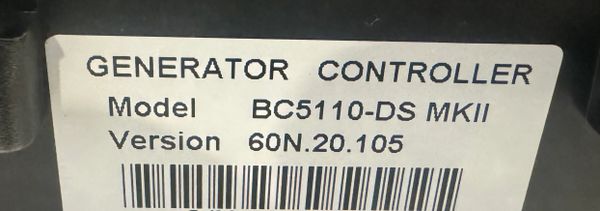 GENERATOR CONTROLLER
Model BC5110-DS MKII
Version 60N.20.105